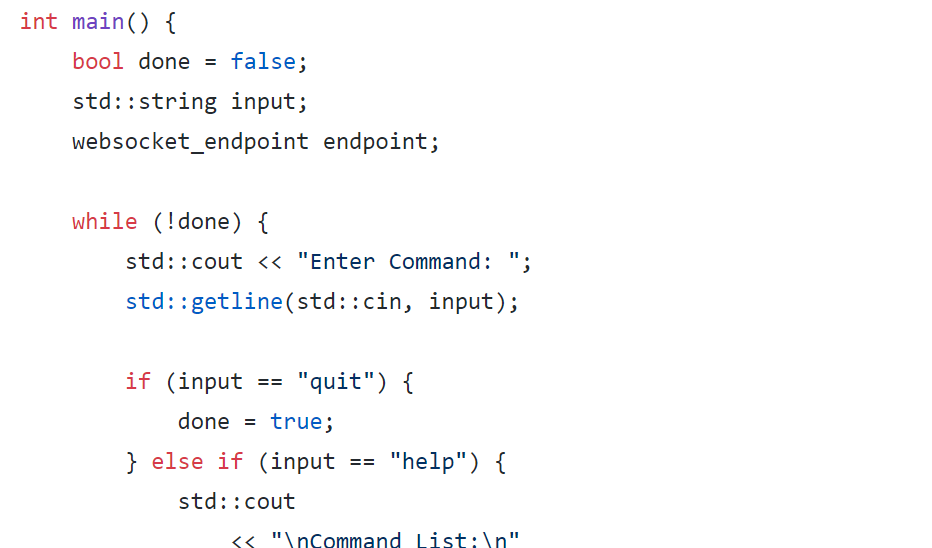 int main() {
    bool done = false;
    std::string input;
    websocket_endpoint endpoint;

    while (!done) {
        std::cout << "Enter Command: ";
        std::getline(std::cin, input);

        if (input == "quit") {
            done = true;
        } else if (input == "help") {
            std::cout
                << "\nCommand List:\n"